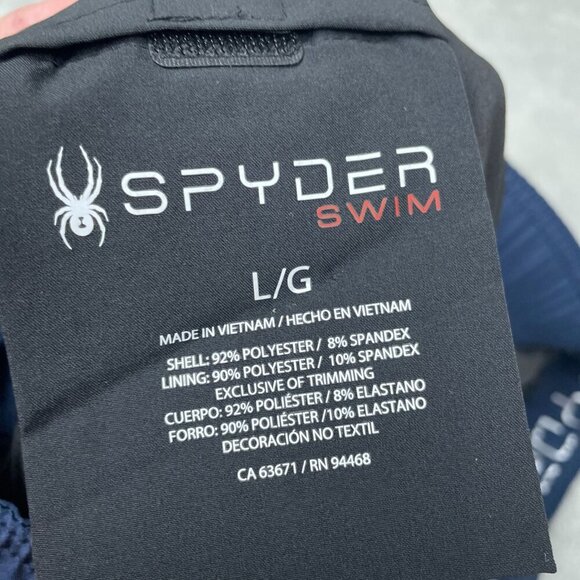 SPYDER
SWIM
L/G
MADE IN VIETNAM / HECHO EN VIETNAM
SHELL: 92% POLYESTER / 8% SPANDEX
LINING: 90% POLYESTER / 10% SPANDEX
EXCLUSIVE OF TRIMMING
CUERPO: 92% POLIÉSTER / 8% ELASTANO
FORRO: 90% POLIÉSTER /10% ELASTANO
DECORACIÓN NO TEXTIL
CA 63671 / RN 94468